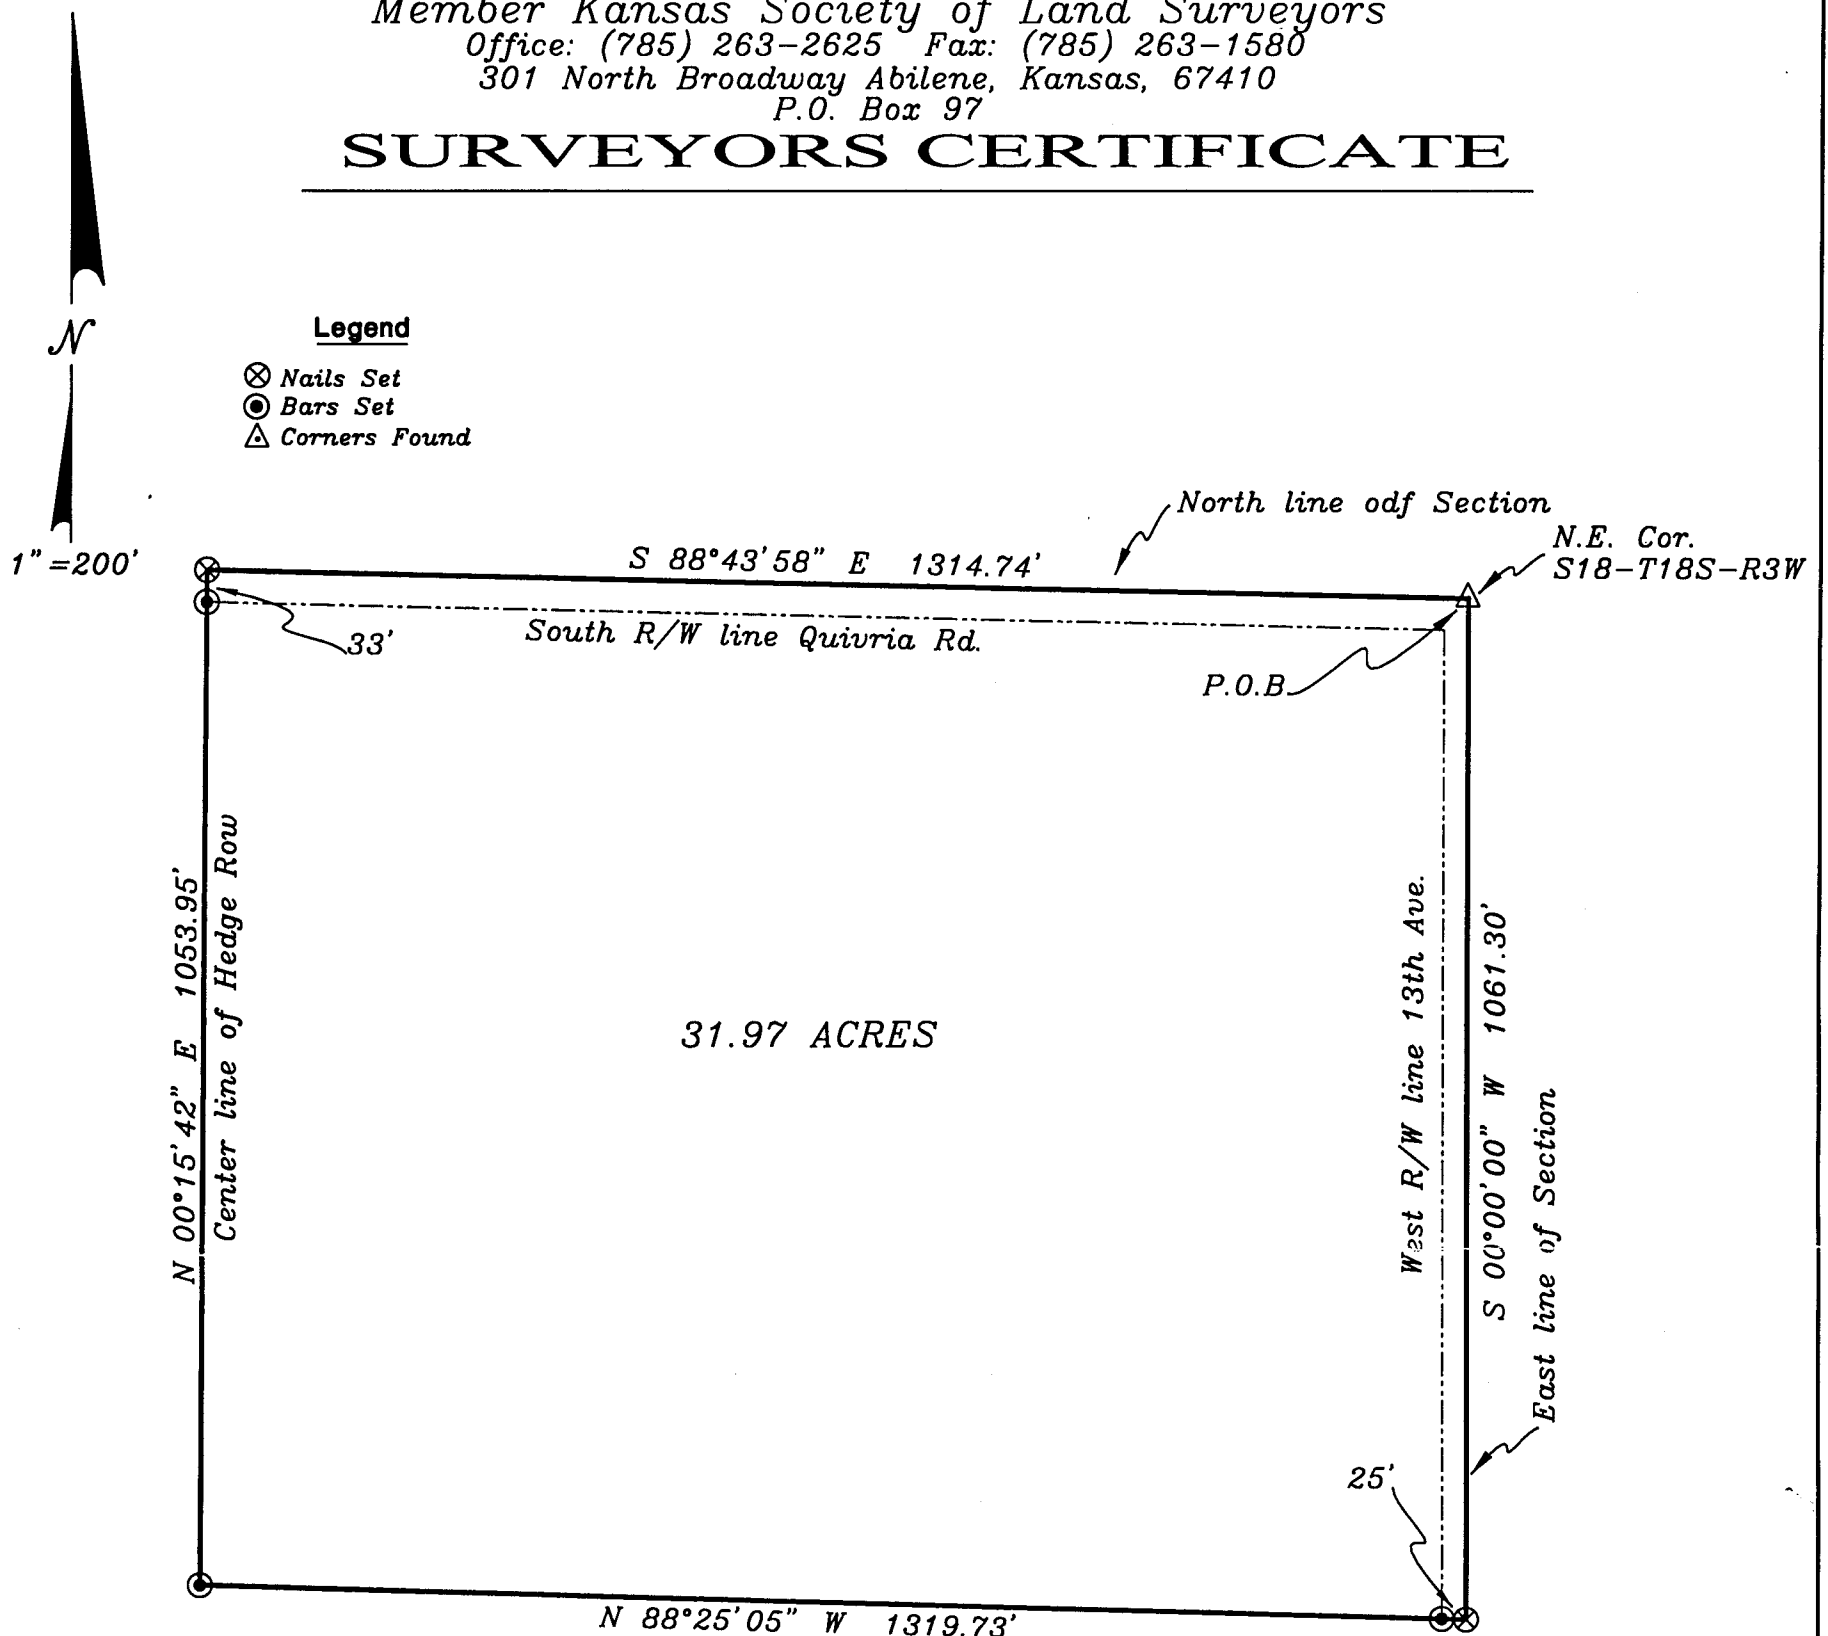 Member Kansas Society of Land Surveyors
Office: (785) 263-2625 Fax: (785) 263-1580
301 North Broadway Abilene, Kansas, 67410
P.O. Box 97
SURVEYORS CERTIFICATE
N
Legend
Nails Set
Bars Set
Corners Found
1"=200'
North line odf Section
N.E. Cor.
S18-T18S-R3W
S 88°43'58" E 1314.74'
33'
South R/W line Quivria Rd.
P.O.B.
N 00°15'42" E 1053.95'
Center line of Hedge Row
31.97 ACRES
West R/W line 13th Ave.
S 00°00'00" W 1061.30'
East line of Section
25'
N 88°25'05" W 1319.73'